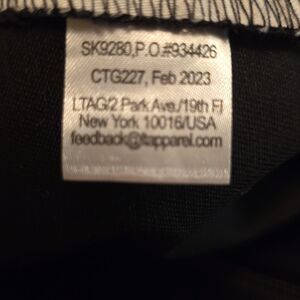 SK9280,P.O.#934426
CTG227, Feb 2023
LTAG/2 Park Ave./19th Fl
New York 10016/USA
feedback@ltapparel.com